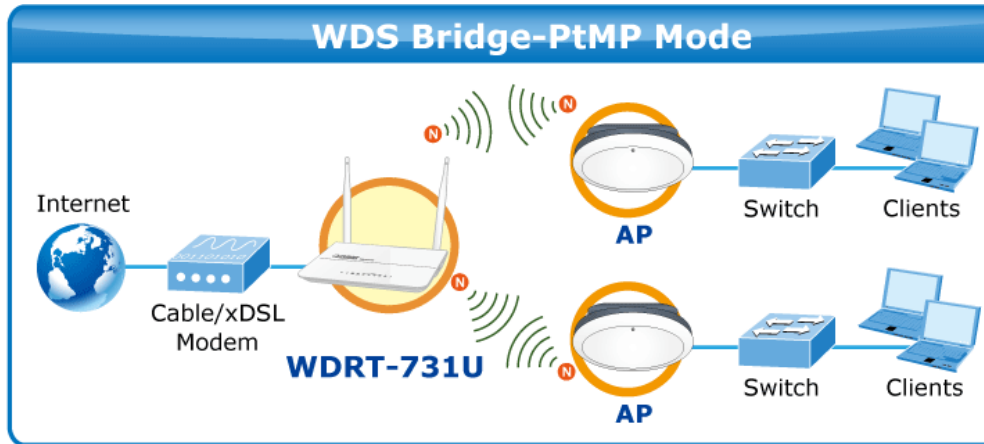 WDS Bridge-PtMP Mode
Internet
Cable/xDSL
Modem
WDRT-731U
N
N
AP
Switch
Clients
N
N
AP
Switch
Clients